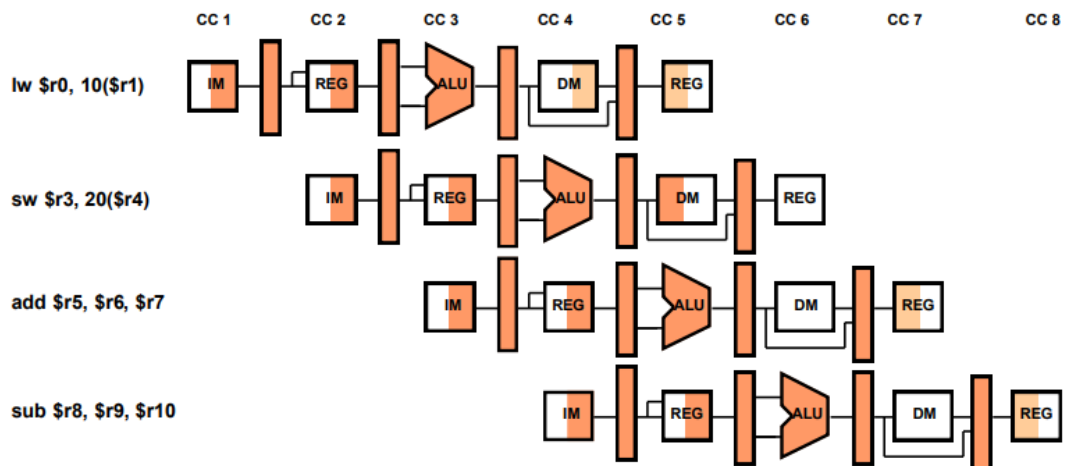 CC 1 CC 2 CC 3 CC 4 CC 5 CC 6 CC 7 CC 8
lw $r0, 10($r1) IM REG ALU DM REG
sw $r3, 20($r4) IM REG ALU DM REG
add $r5, $r6, $r7 IM REG ALU DM REG
sub $r8, $r9, $r10 IM REG ALU DM REG